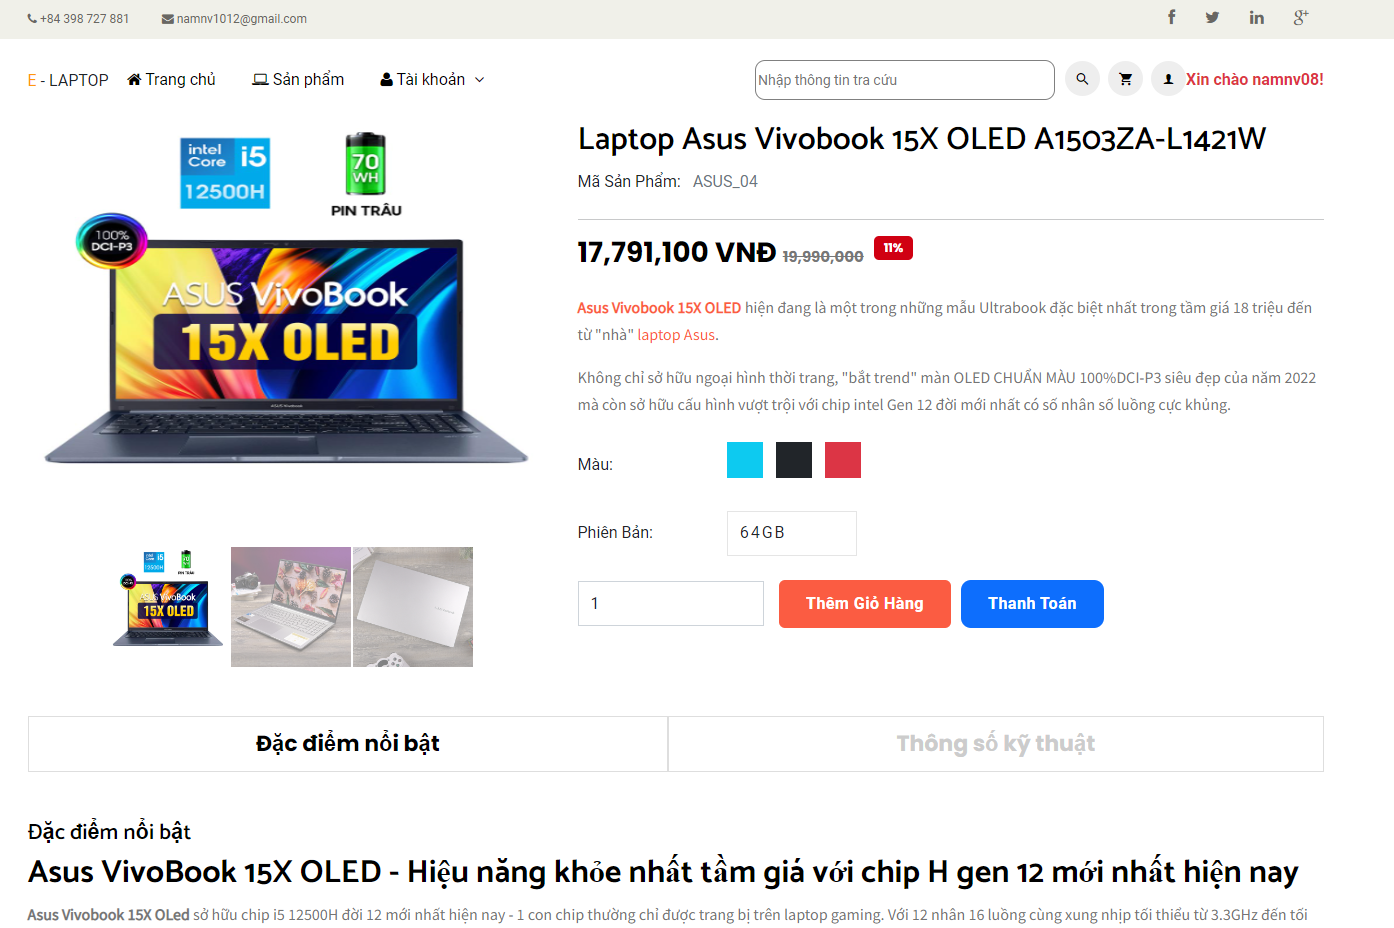 +84 398 727 881 namnv1012@gmail.com
E - LAPTOP Trang chủ Sản phẩm Tài khoản Nhập thông tin tra cứu Xin chào namnv08!
intel Core i5 12500H
70 WH
PIN TRÂU
100% DCI-P3
ASUS VivoBook
15X OLED
Laptop Asus Vivobook 15X OLED A1503ZA-L1421W
Mã Sản Phẩm: ASUS_04
17,791,100 VNĐ 19,990,000 11%
Asus Vivobook 15X OLED hiện đang là một trong những mẫu Ultrabook đặc biệt nhất trong tầm giá 18 triệu đến
từ "nhà" laptop Asus.
Không chỉ sở hữu ngoại hình thời trang, "bắt trend" màn OLED CHUẨN MÀU 100%DCI-P3 siêu đẹp của năm 2022
mà còn sở hữu cấu hình vượt trội với chip intel Gen 12 đời mới nhất có số nhân số luồng cực khủng.
Màu:
Phiên Bản: 64GB
1 Thêm Giỏ Hàng Thanh Toán
intel Core i5 12500H
PIN TRÂU
ASUS VivoBook
15X OLED
Đặc điểm nổi bật Thông số kỹ thuật
Đặc điểm nổi bật
Asus VivoBook 15X OLED - Hiệu năng khỏe nhất tầm giá với chip H gen 12 mới nhất hiện nay
Asus Vivobook 15X OLed sở hữu chip i5 12500H đời 12 mới nhất hiện nay - 1 con chip thường chỉ được trang bị trên laptop gaming. Với 12 nhân 16 luồng cùng xung nhịp tối thiểu từ 3.3GHz đến tối